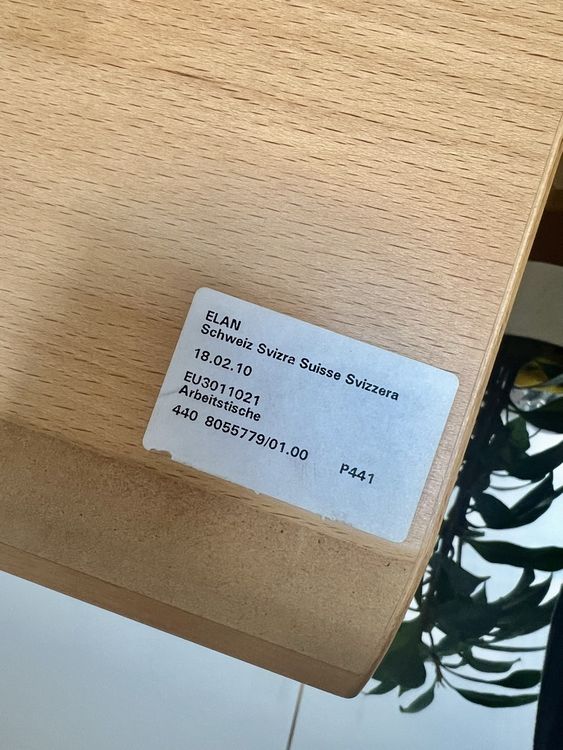 ELAN
Schweiz Svizra Suisse Svizzera
18.02.10
EU3011021
Arbeitstische
440 8055779/01.00 P441